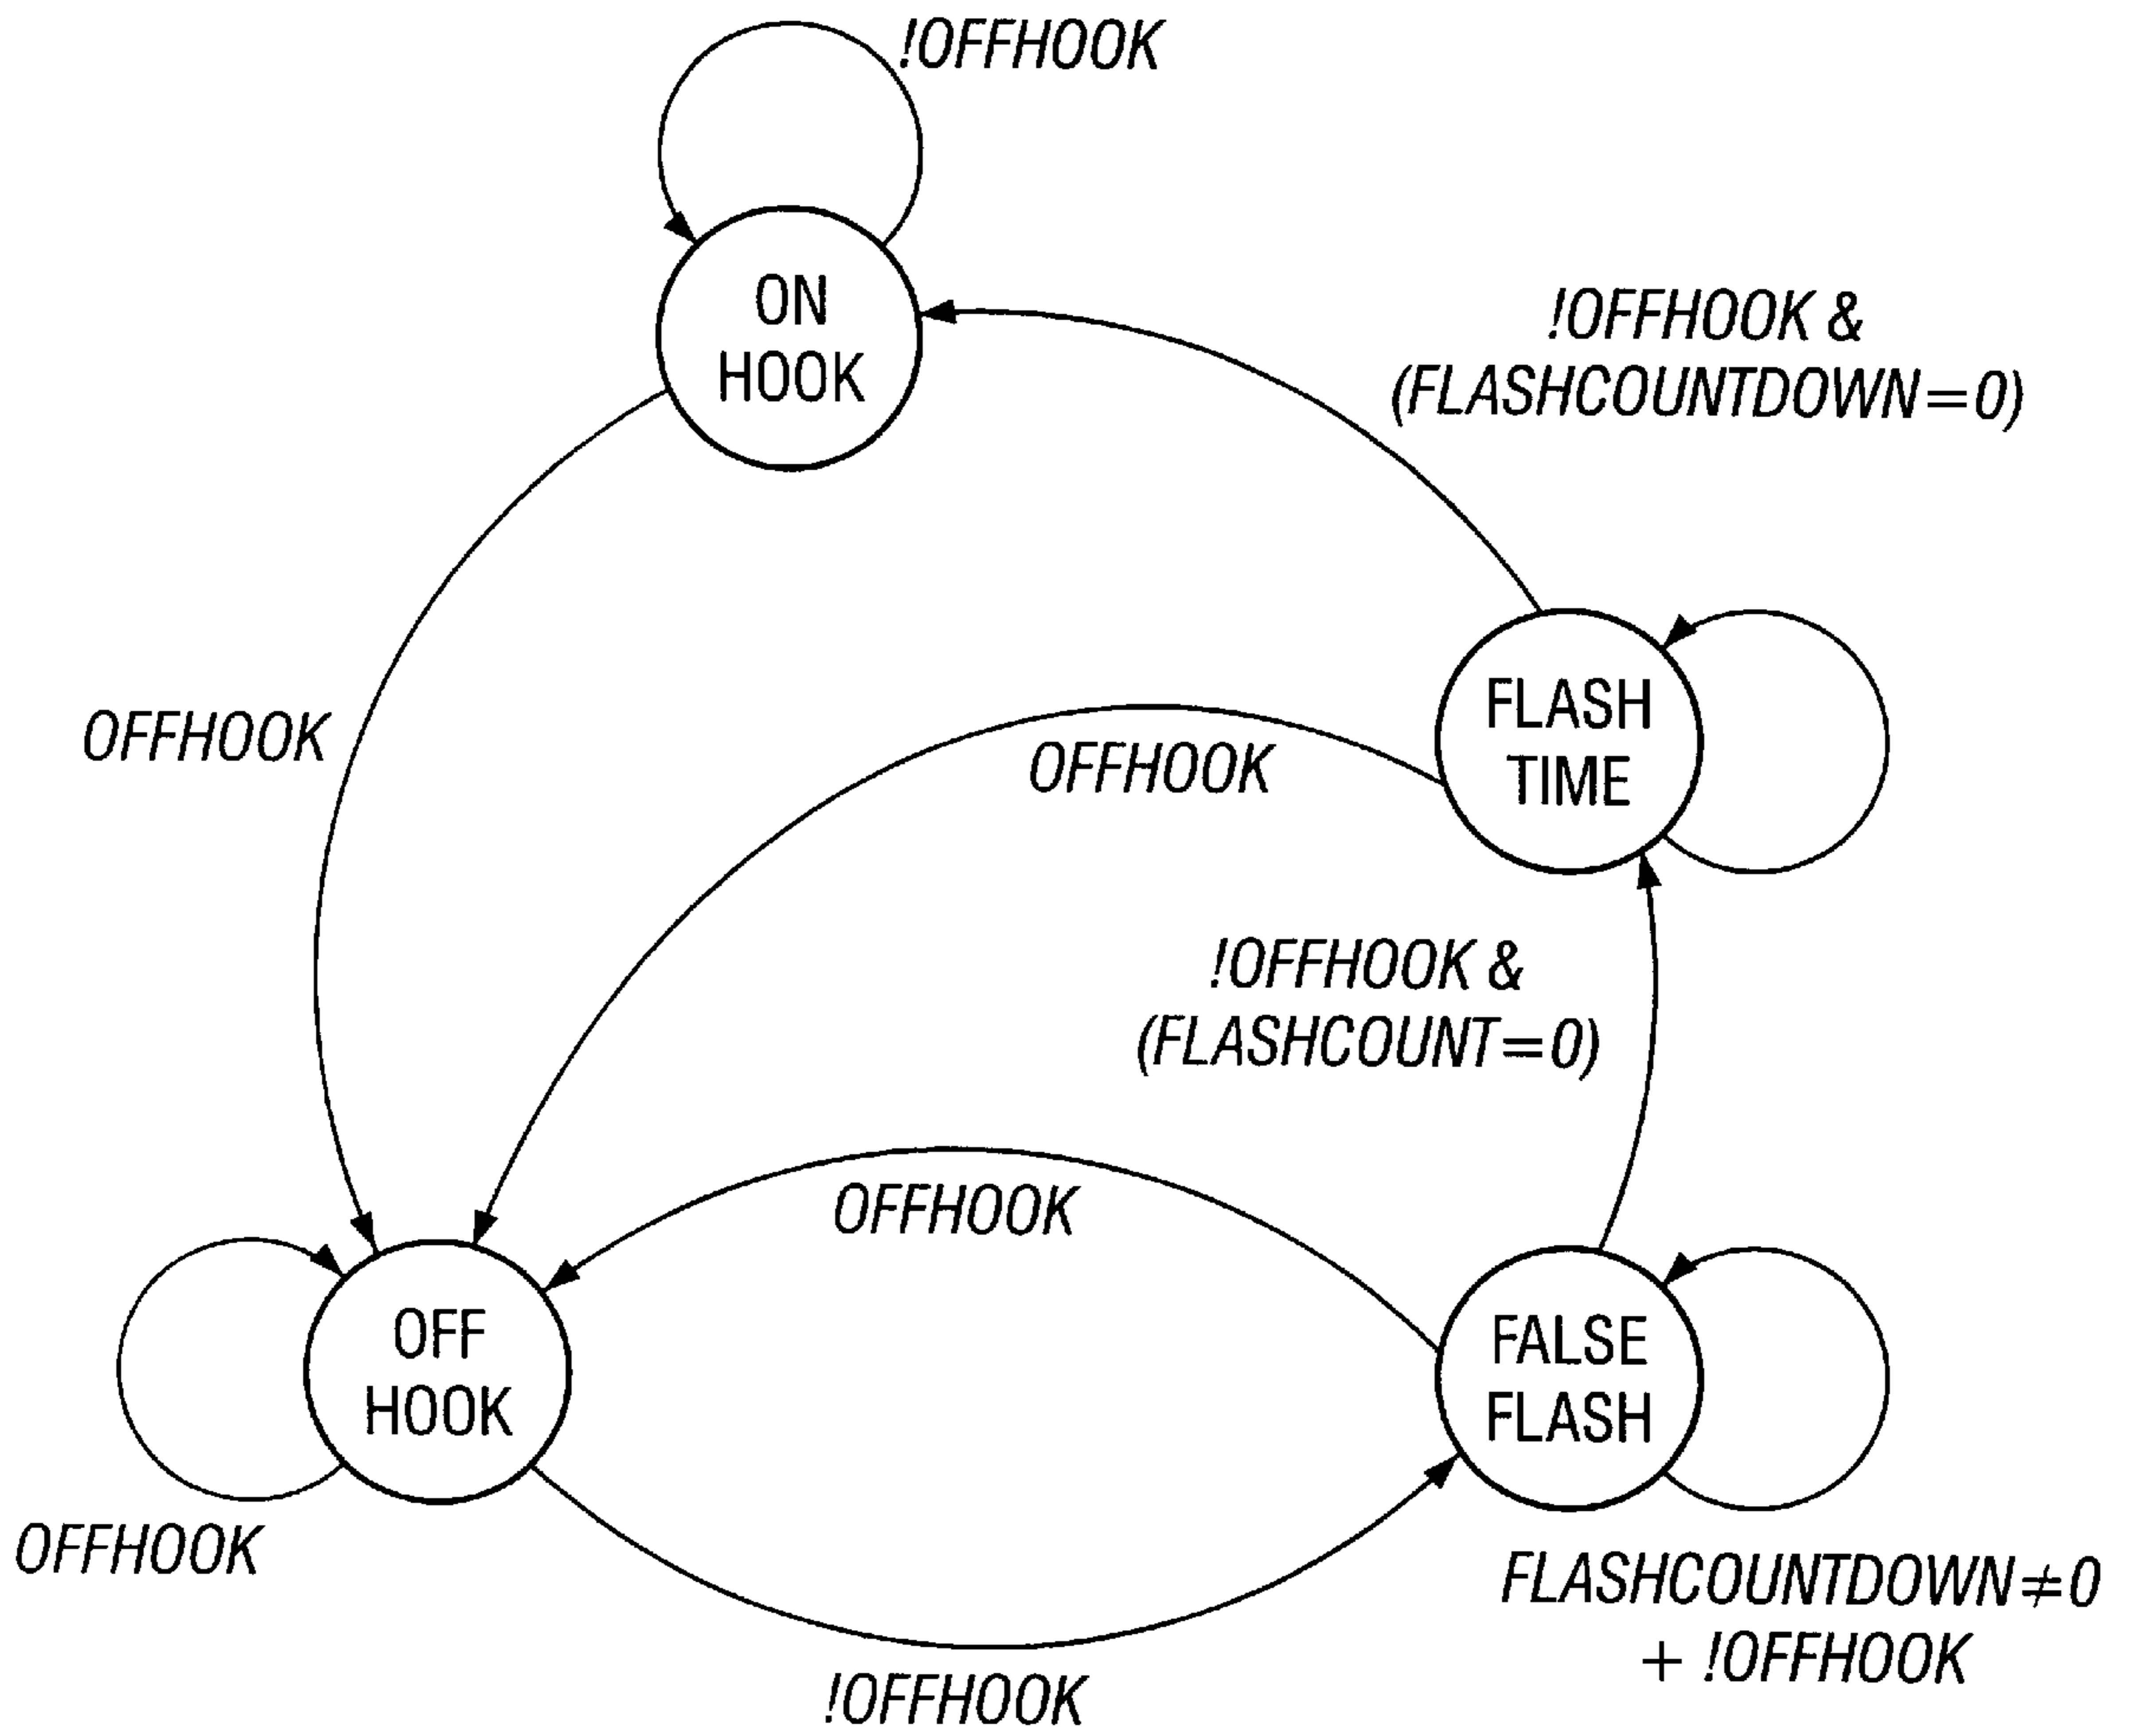 !OFFHOOK
ON
HOOK
!OFFHOOK &
(FLASHCOUNTDOWN=0)
OFFHOOK
FLASH
TIME
OFFHOOK
!OFFHOOK &
(FLASHCOUNT=0)
OFFHOOK
OFF
HOOK
FALSE
FLASH
OFFHOOK
FLASHCOUNTDOWN≠0
+ !OFFHOOK
!OFFHOOK